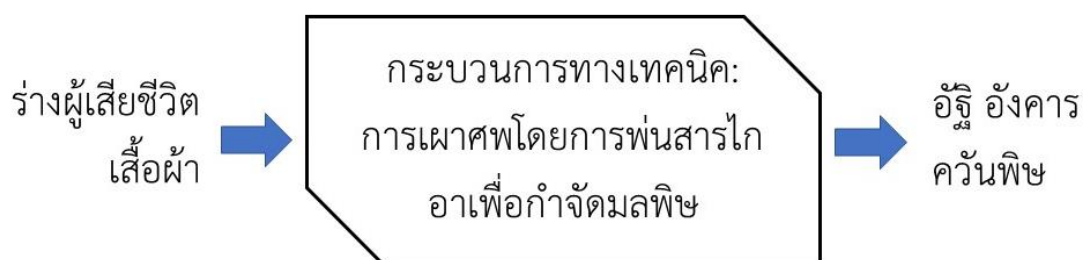 ร่างผู้เสียชีวิต
เสื้อผ้า
กระบวนการทางเทคนิค:
การเผาศพโดยการพ่นสารไก
อาเพื่อกำจัดมลพิษ
อัฐิ อังคาร
ควันพิษ